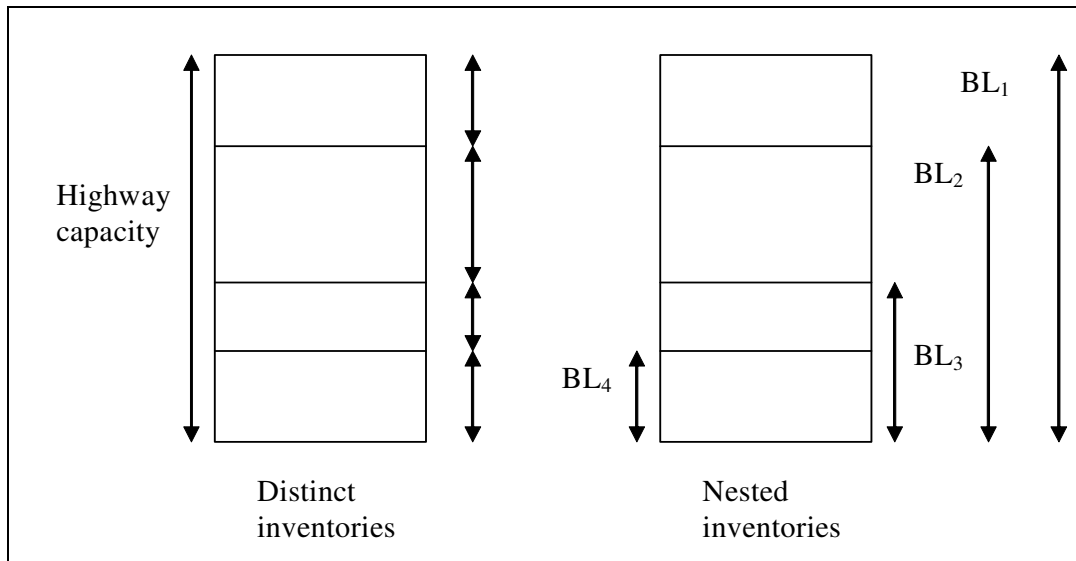 Highway
capacity
Distinct
inventories
BL₁
BL₂
BL₃
BL₄
Nested
inventories